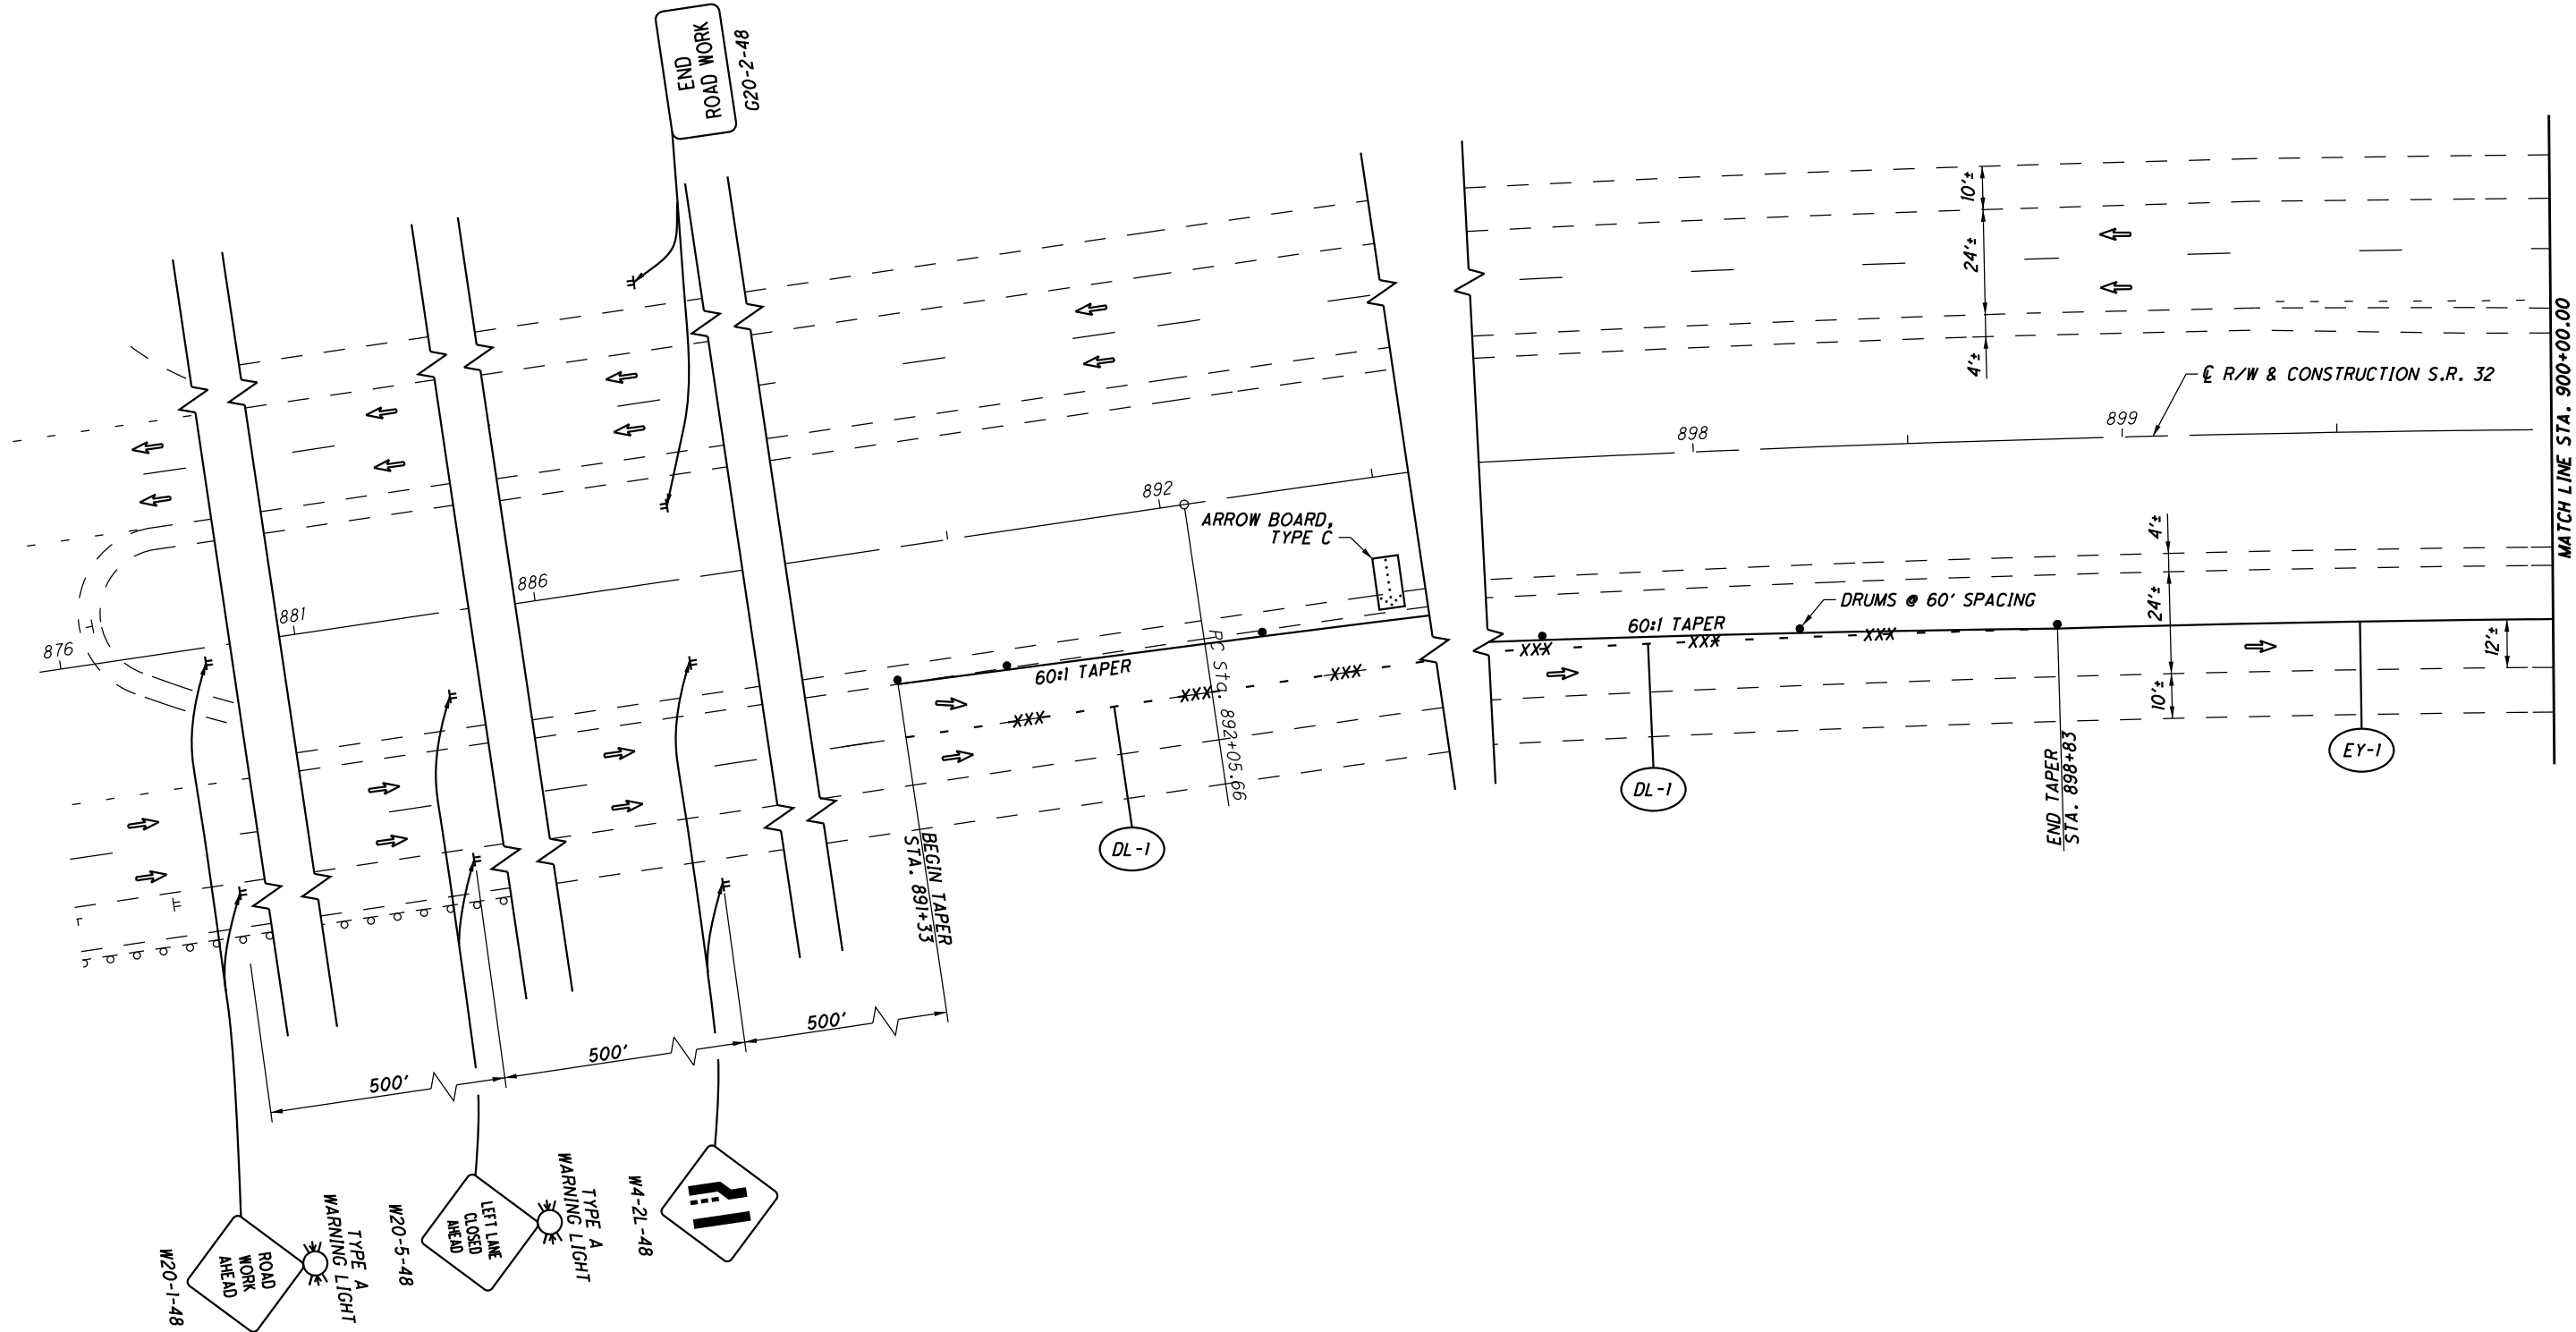 END
ROAD WORK
G20-2-48
10'±
24'±
4'±
MATCH LINE STA. 900+00.00
℄ R/W & CONSTRUCTION S.R. 32
899
898
892
ARROW BOARD,
TYPE C
886
881
876
PC Sta. 892+05.66
DRUMS @ 60' SPACING
60:1 TAPER
60:1 TAPER
XXX
XXX
XXX
XXX
XXX
XXX
4'±
24'±
10'±
12'±
EY-1
DL-1
DL-1
END TAPER
STA. 898+83
BEGIN TAPER
STA. 891+33
500'
500'
500'
W4-2L-48
TYPE A
WARNING LIGHT
LEFT LANE
CLOSED
AHEAD
W20-5-48
TYPE A
WARNING LIGHT
ROAD
WORK
AHEAD
W20-1-48